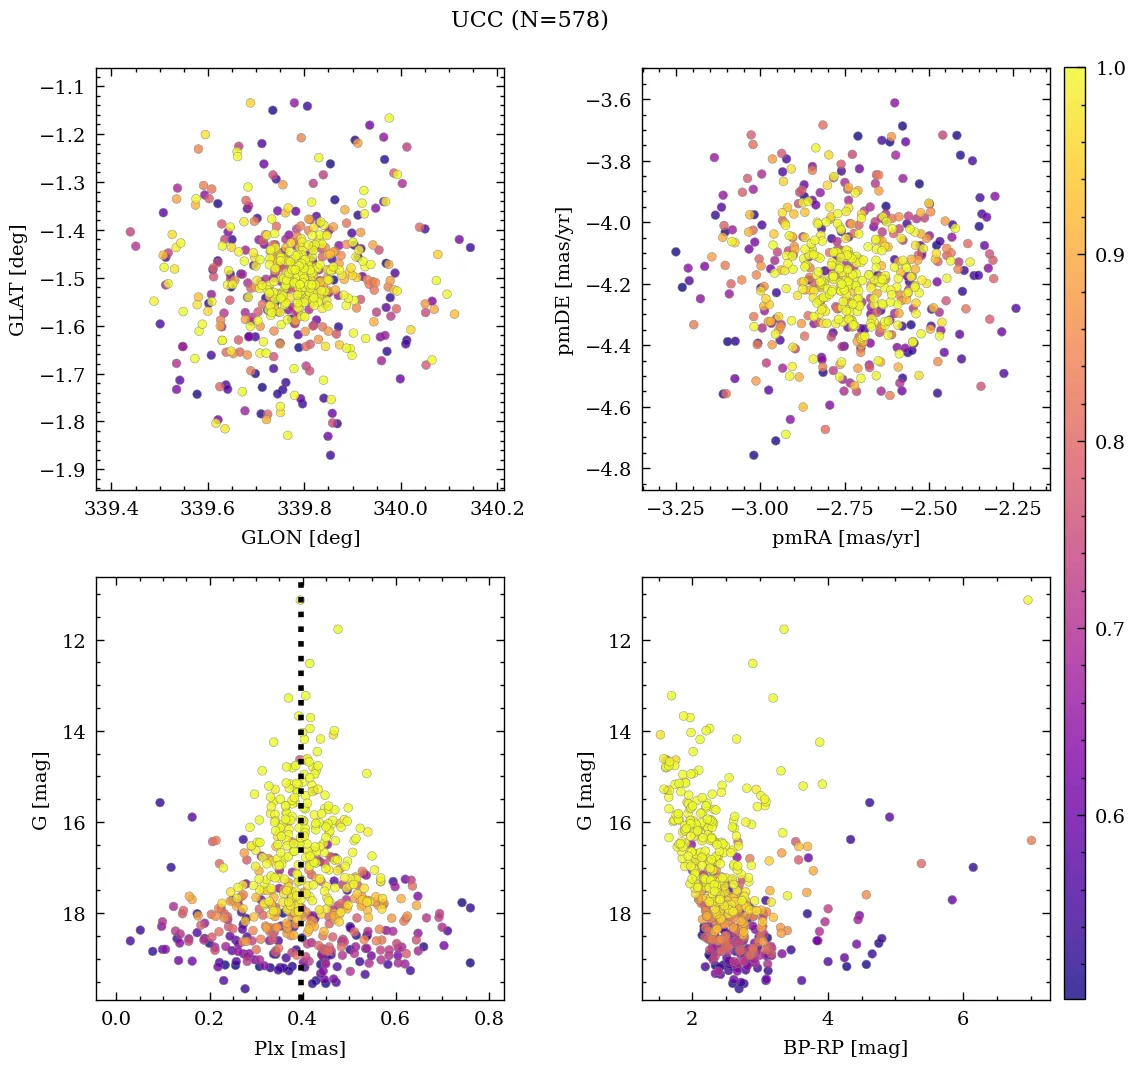 UCC (N=578)
−1.1
−1.2
−1.3
−1.4
−1.5
−1.6
−1.7
−1.8
−1.9
GLAT [deg]
339.4 339.6 339.8 340.0 340.2
GLON [deg]
−3.6
−3.8
−4.0
−4.2
−4.4
−4.6
−4.8
pmDE [mas/yr]
−3.25 −3.00 −2.75 −2.50 −2.25
pmRA [mas/yr]
12
14
16
18
G [mag]
0.0 0.2 0.4 0.6 0.8
Plx [mas]
12
14
16
18
G [mag]
2 4 6
BP-RP [mag]
1.0
0.9
0.8
0.7
0.6